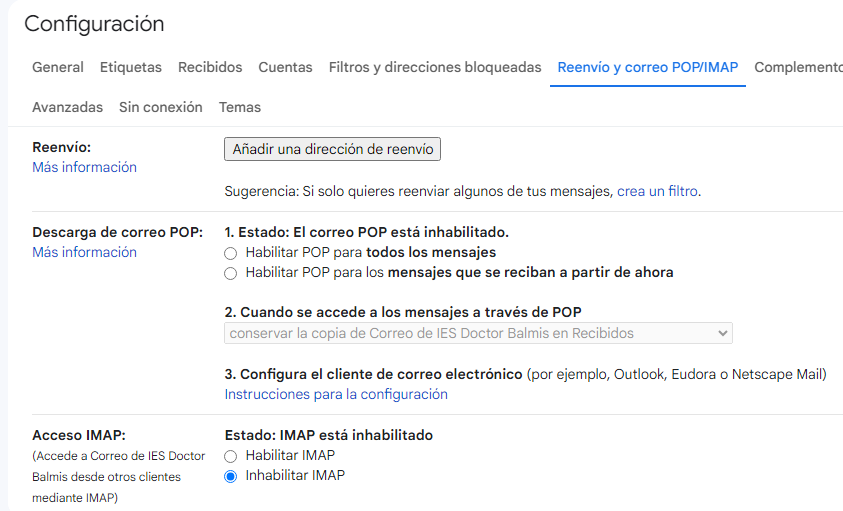 Configuración
General Etiquetas Recibidos Cuentas Filtros y direcciones bloqueadas Reenvío y correo POP/IMAP Complemento
Avanzadas Sin conexión Temas
Reenvío:
Más información
Añadir una dirección de reenvío
Sugerencia: Si solo quieres reenviar algunos de tus mensajes, crea un filtro.
Descarga de correo POP:
Más información
1. Estado: El correo POP está inhabilitado.
Habilitar POP para todos los mensajes
Habilitar POP para los mensajes que se reciban a partir de ahora
2. Cuando se accede a los mensajes a través de POP
conservar la copia de Correo de IES Doctor Balmis en Recibidos
3. Configura el cliente de correo electrónico (por ejemplo, Outlook, Eudora o Netscape Mail)
Instrucciones para la configuración
Acceso IMAP:
(Accede a Correo de IES Doctor
Balmis desde otros clientes
mediante IMAP)
Estado: IMAP está inhabilitado
Habilitar IMAP
Inhabilitar IMAP